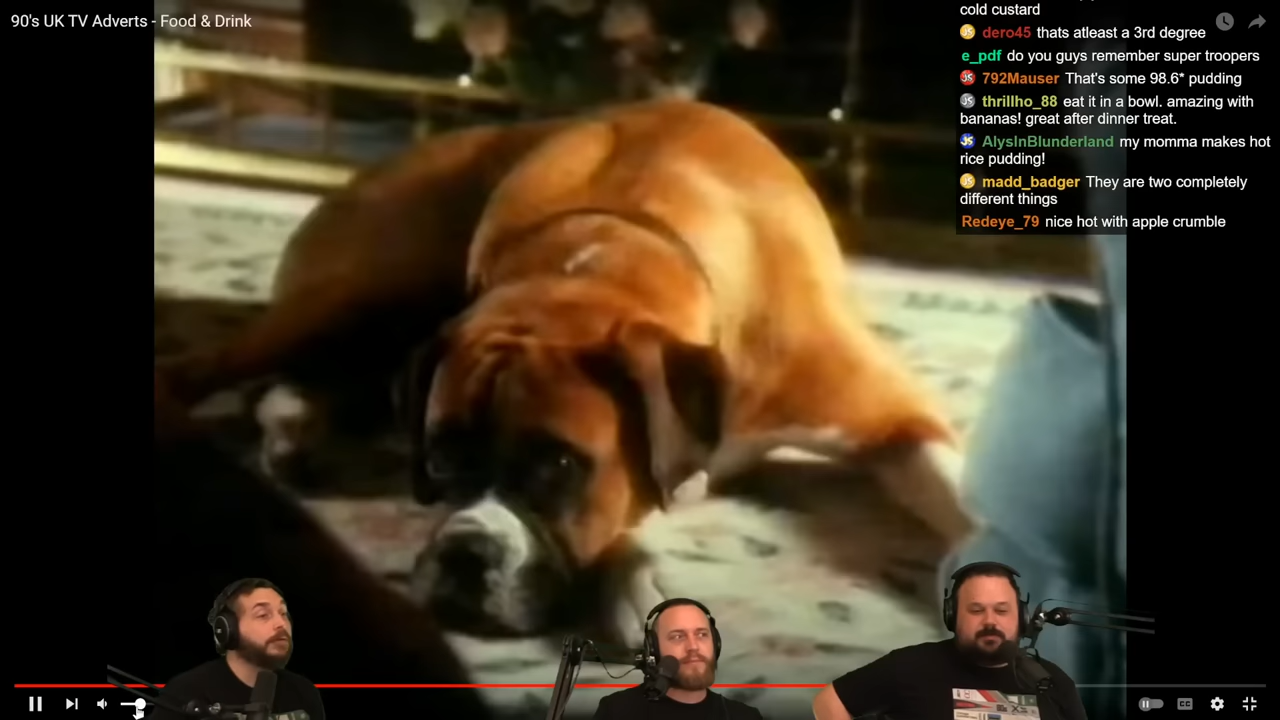 90's UK TV Adverts - Food & Drink
cold custard
dero45 thats atleast a 3rd degree
e_pdf do you guys remember super troopers
792Mauser That's some 98.6* pudding
thrillho_88 eat it in a bowl. amazing with
bananas! great after dinner treat.
AlysInBlunderland my momma makes hot
rice pudding!
madd_badger They are two completely
different things
Redeye_79 nice hot with apple crumble